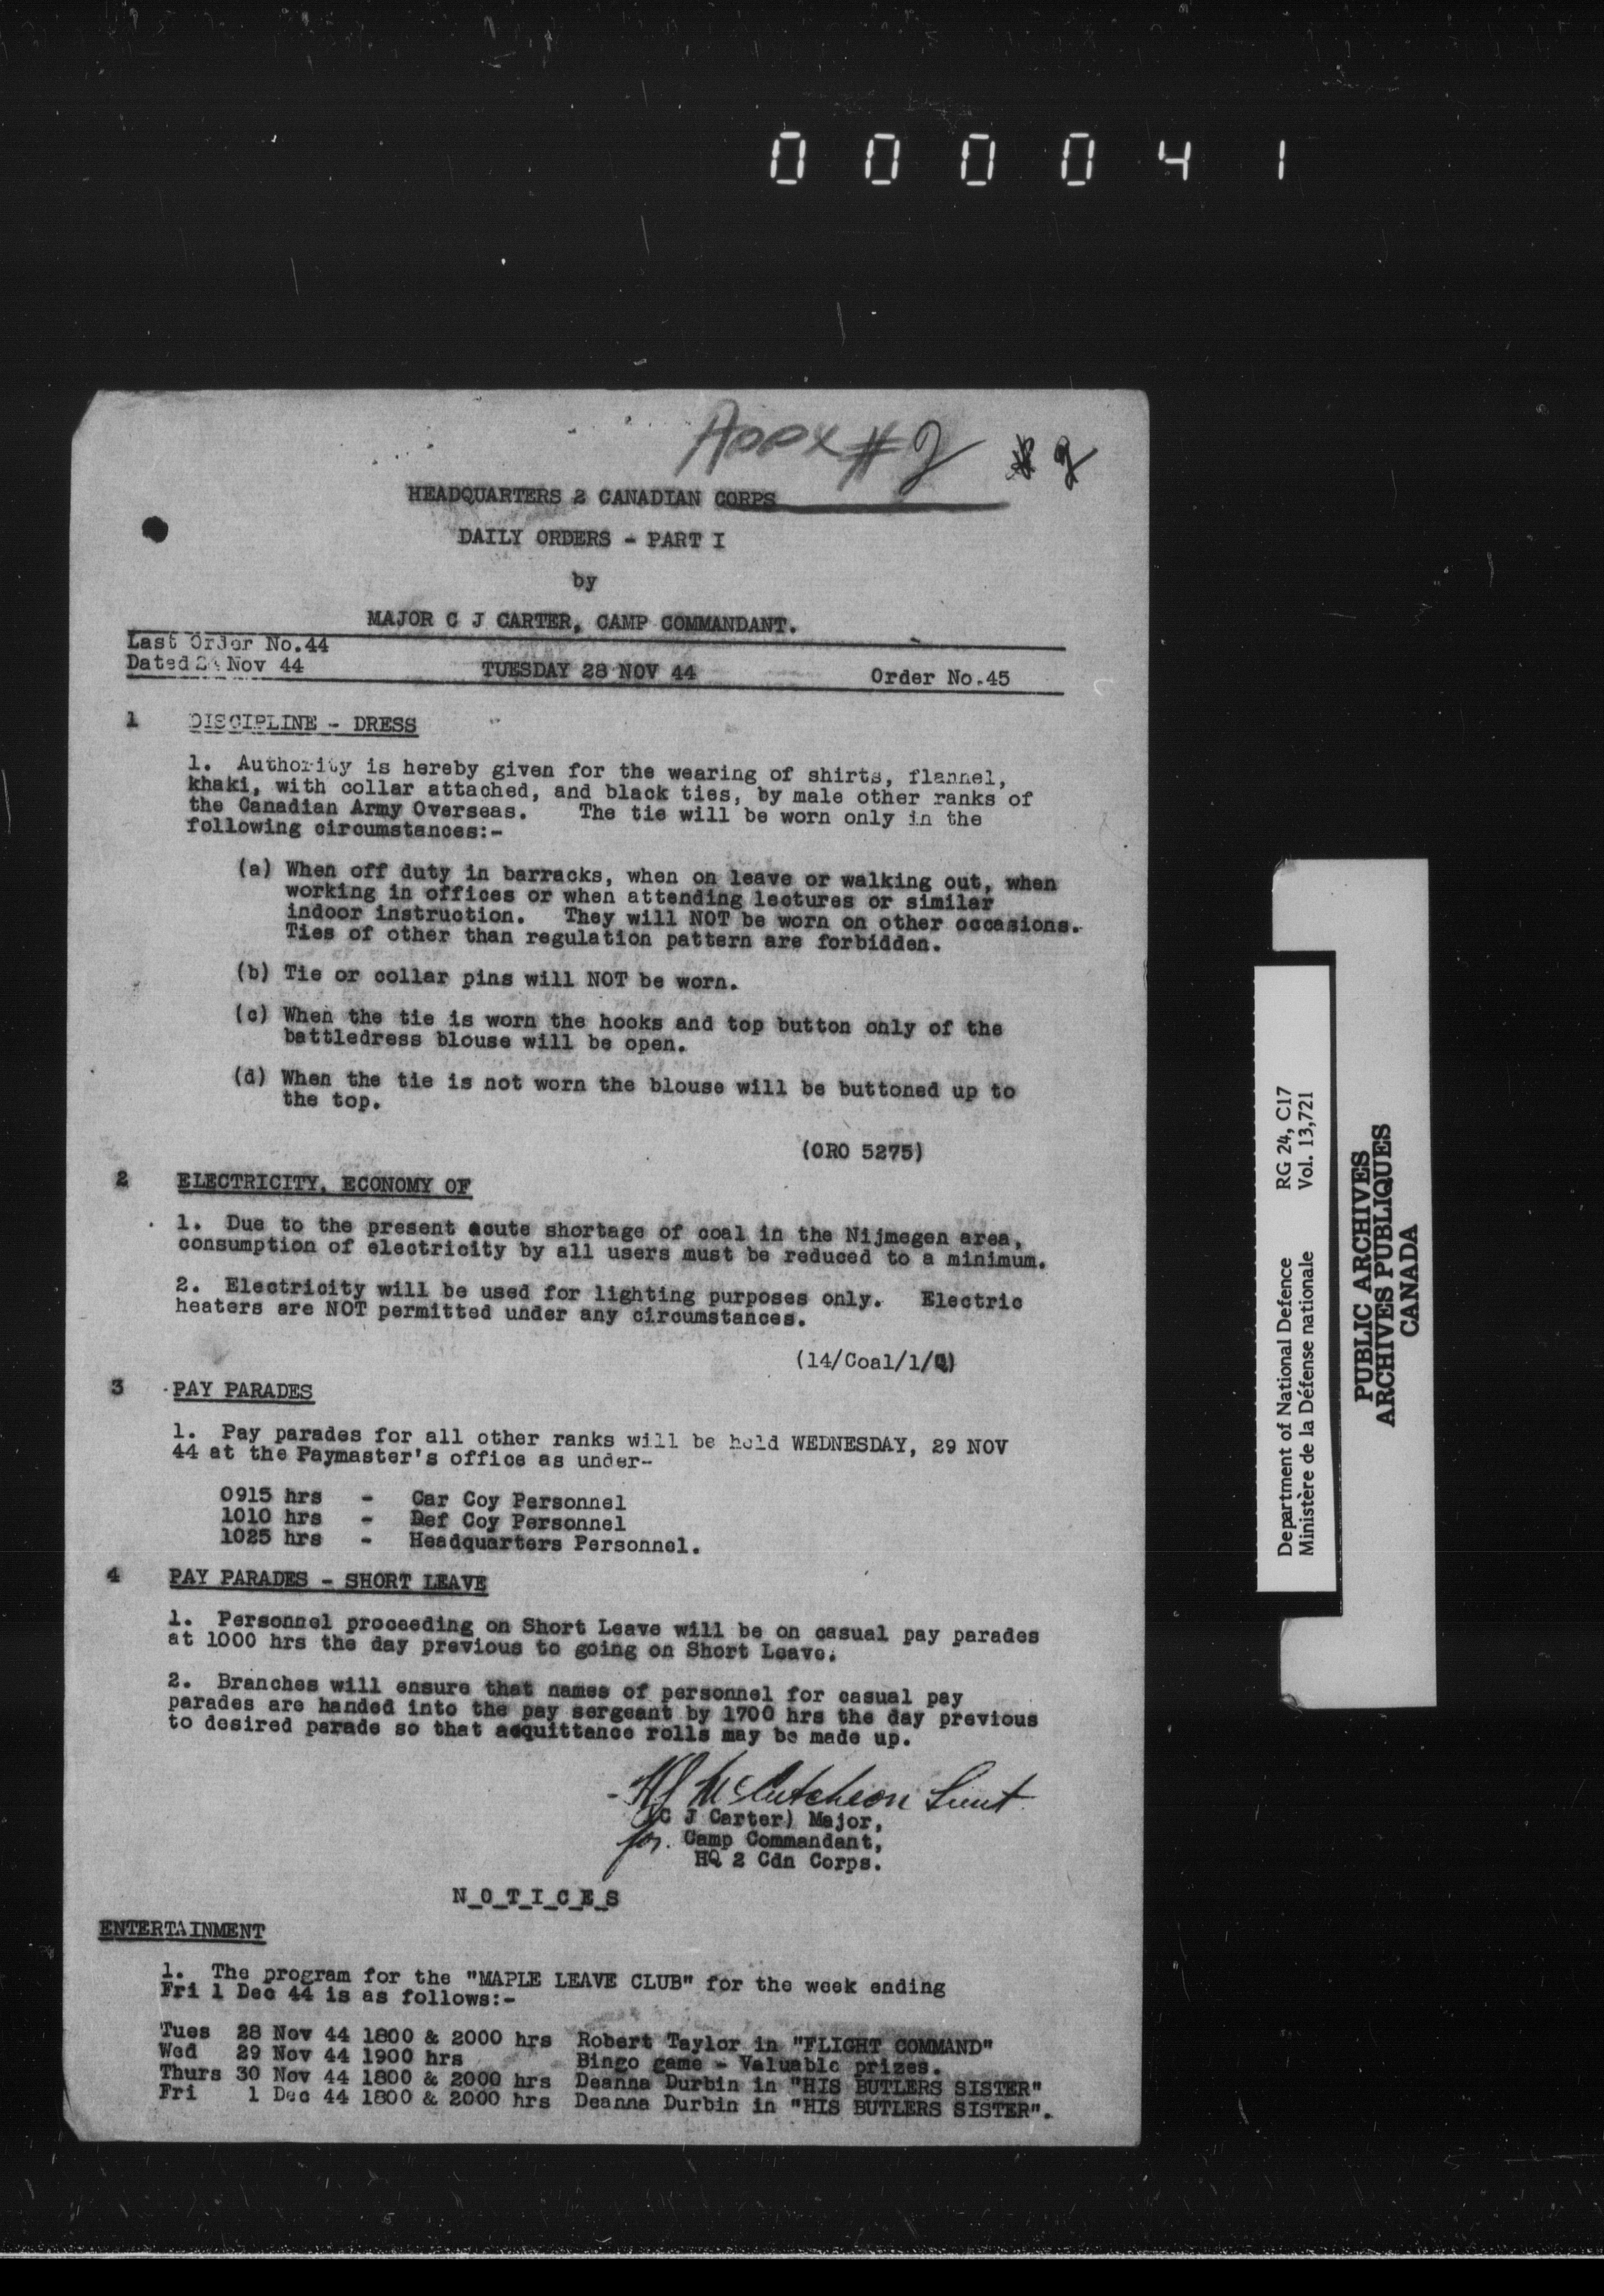 0 0 0 0 4 1
Appx #2 # 2
HEADQUARTERS 2 CANADIAN CORPS
DAILY ORDERS - PART I
by
MAJOR C J CARTER, CAMP COMMANDANT.
Last Order No.44
Dated Nov 44 TUESDAY 28 NOV 44 Order No.45
1 DISCIPLINE - DRESS
1. Authority is hereby given for the wearing of shirts, flannel,
khaki, with collar attached, and black ties, by male other ranks of
the Canadian Army Overseas. The tie will be worn only in the
following circumstances:-
(a) When off duty in barracks, when on leave or walking out, when
working in offices or when attending lectures or similar
indoor instruction. They will NOT be worn on other occasions.
Ties of other than regulation pattern are forbidden.
(b) Tie or collar pins will NOT be worn.
(c) When the tie is worn the hooks and top button only of the
battledress blouse will be open.
(d) When the tie is not worn the blouse will be buttoned up to
the top.
(ORO 5275)
2 ELECTRICITY, ECONOMY OF
1. Due to the present acute shortage of coal in the Nijmegen area,
consumption of electricity by all users must be reduced to a minimum.
2. Electricity will be used for lighting purposes only. Electric
heaters are NOT permitted under any circumstances.
(14/Coal/1/Q)
3 PAY PARADES
1. Pay parades for all other ranks will be held WEDNESDAY, 29 NOV
44 at the Paymaster's office as under-
0915 hrs - Car Coy Personnel
1010 hrs - Def Coy Personnel
1025 hrs - Headquarters Personnel.
4 PAY PARADES - SHORT LEAVE
1. Personnel proceeding on Short Leave will be on casual pay parades
at 1000 hrs the day previous to going on Short Leave.
2. Branches will ensure that names of personnel for casual pay
parades are handed into the pay sergeant by 1700 hrs the day previous
to desired parade so that acquittance rolls may be made up.
McCutcheon Lieut
(C J Carter) Major,
for. Camp Commandant,
HQ 2 Cdn Corps.
N_O_T_I_C_E_S
ENTERTAINMENT
1. The program for the "MAPLE LEAVE CLUB" for the week ending
Fri 1 Dec 44 is as follows:-
Tues 28 Nov 44 1800 & 2000 hrs Robert Taylor in "FLIGHT COMMAND"
Wed 29 Nov 44 1900 hrs Bingo game - Valuable prizes.
Thurs 30 Nov 44 1800 & 2000 hrs Deanna Durbin in "HIS BUTLERS SISTER"
Fri 1 Dec 44 1800 & 2000 hrs Deanna Durbin in "HIS BUTLERS SISTER".
Department of National Defence RG 24, C17
Ministère de la Défense nationale Vol. 13,721
PUBLIC ARCHIVES
ARCHIVES PUBLIQUES
CANADA